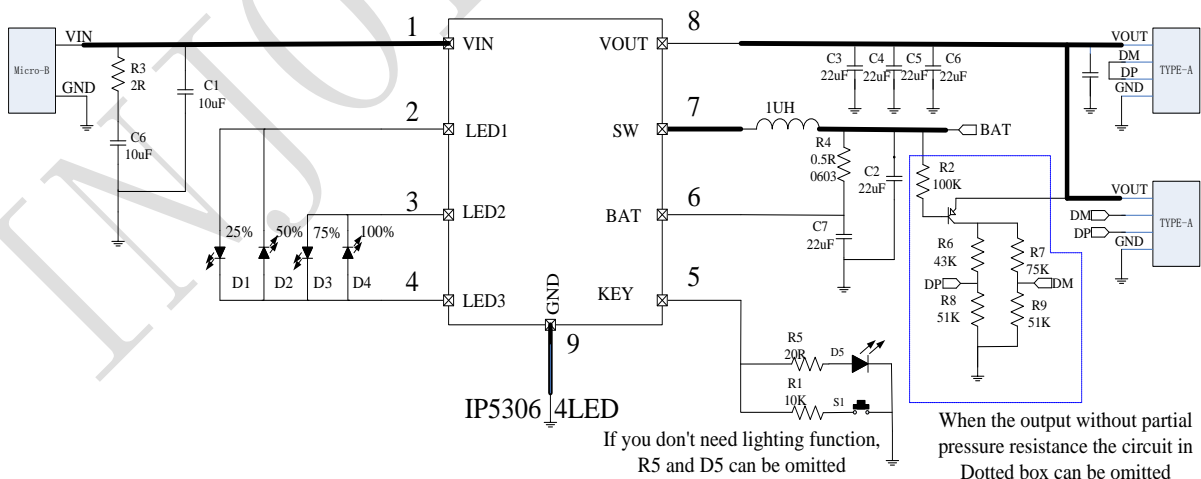 1
8
VIN
VIN
VOUT
VOUT
Micro-B
R3
2R
C1
10uF
GND
C6
10uF
C3
22uF
C4
22uF
C5
22uF
C6
22uF
DM
DP
GND
TYPE-A
2
LED1
7
SW
1UH
BAT
R4
0.5R
0603
C2
22uF
R2
100K
3
LED2
6
BAT
C7
22uF
VOUT
DM
DP
GND
TYPE-A
25%
50%
75%
100%
D1
D2
D3
D4
R6
43K
R7
75K
DP
DM
R8
51K
R9
51K
4
LED3
GND
KEY
5
9
R5
20R
D5
R1
10K
S1
IP5306 4LED
If you don't need lighting function,
R5 and D5 can be omitted
When the output without partial
pressure resistance the circuit in
Dotted box can be omitted
INJO